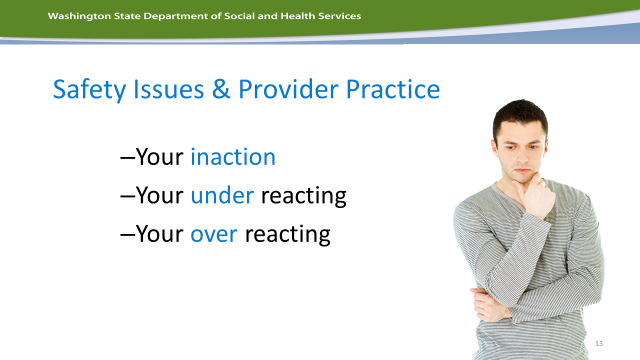 Washington State Department of Social and Health Services
Safety Issues & Provider Practice
–Your inaction
–Your under reacting
–Your over reacting
13